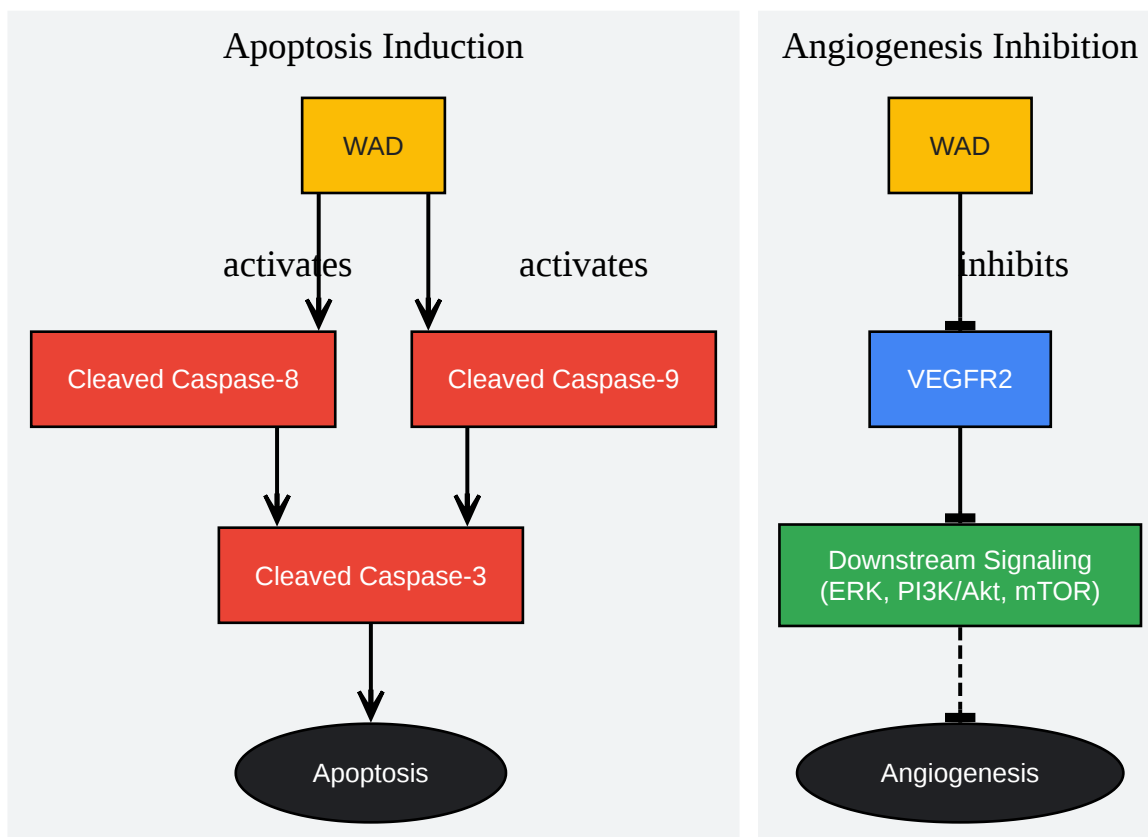 Apoptosis Induction
WAD
activates
activates
Cleaved Caspase-8
Cleaved Caspase-9
Cleaved Caspase-3
Apoptosis
Angiogenesis Inhibition
WAD
inhibits
VEGFR2
Downstream Signaling
(ERK, PI3K/Akt, mTOR)
Angiogenesis